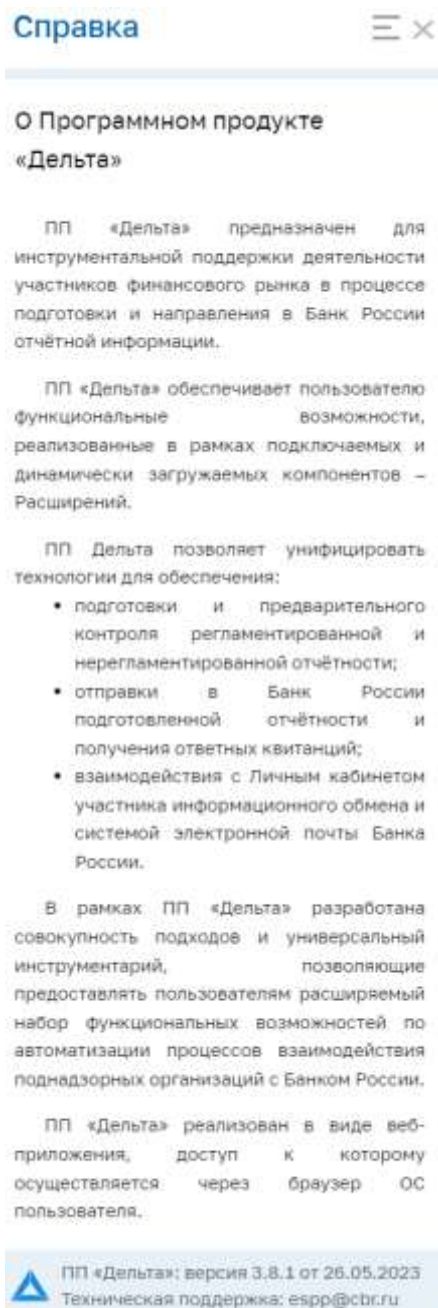 Справка
О Программном продукте
«Дельта»
ПП «Дельта» предназначен для
инструментальной поддержки деятельности
участников финансового рынка в процессе
подготовки и направления в Банк России
отчётной информации.
ПП «Дельта» обеспечивает пользователю
функциональные возможности,
реализованные в рамках подключаемых и
динамически загружаемых компонентов –
Расширений.
ПП Дельта позволяет унифицировать
технологии для обеспечения:
• подготовки и предварительного
контроля регламентированной и
нерегламентированной отчётности;
• отправки в Банк России
подготовленной отчётности и
получения ответных квитанций;
• взаимодействия с Личным кабинетом
участника информационного обмена и
системой электронной почты Банка
России.
В рамках ПП «Дельта» разработана
совокупность подходов и универсальный
инструментарий, позволяющие
предоставлять пользователям расширяемый
набор функциональных возможностей по
автоматизации процессов взаимодействия
поднадзорных организаций с Банком России.
ПП «Дельта» реализован в виде веб-
приложения, доступ к которому
осуществляется через браузер ОС
пользователя.
ПП «Дельта»: версия 3.8.1 от 26.05.2023
Техническая поддержка: espp@cbr.ru